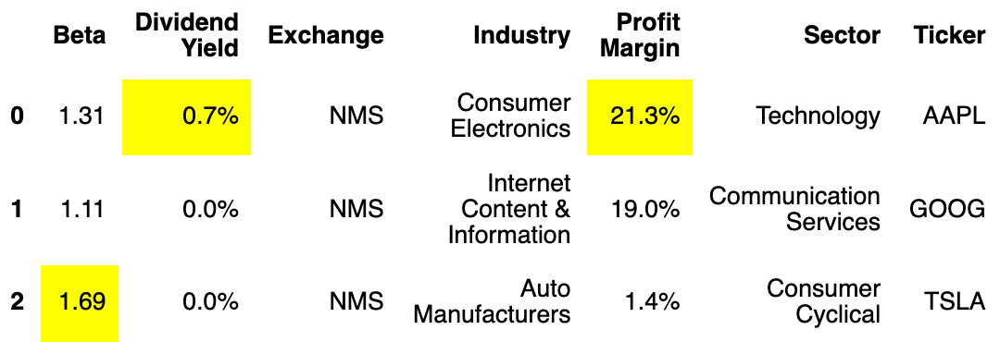 Beta Dividend Yield Exchange Industry Profit Margin Sector Ticker
0 1.31 0.7% NMS Consumer Electronics 21.3% Technology AAPL
1 1.11 0.0% NMS Internet Content & Information 19.0% Communication Services GOOG
2 1.69 0.0% NMS Auto Manufacturers 1.4% Consumer Cyclical TSLA